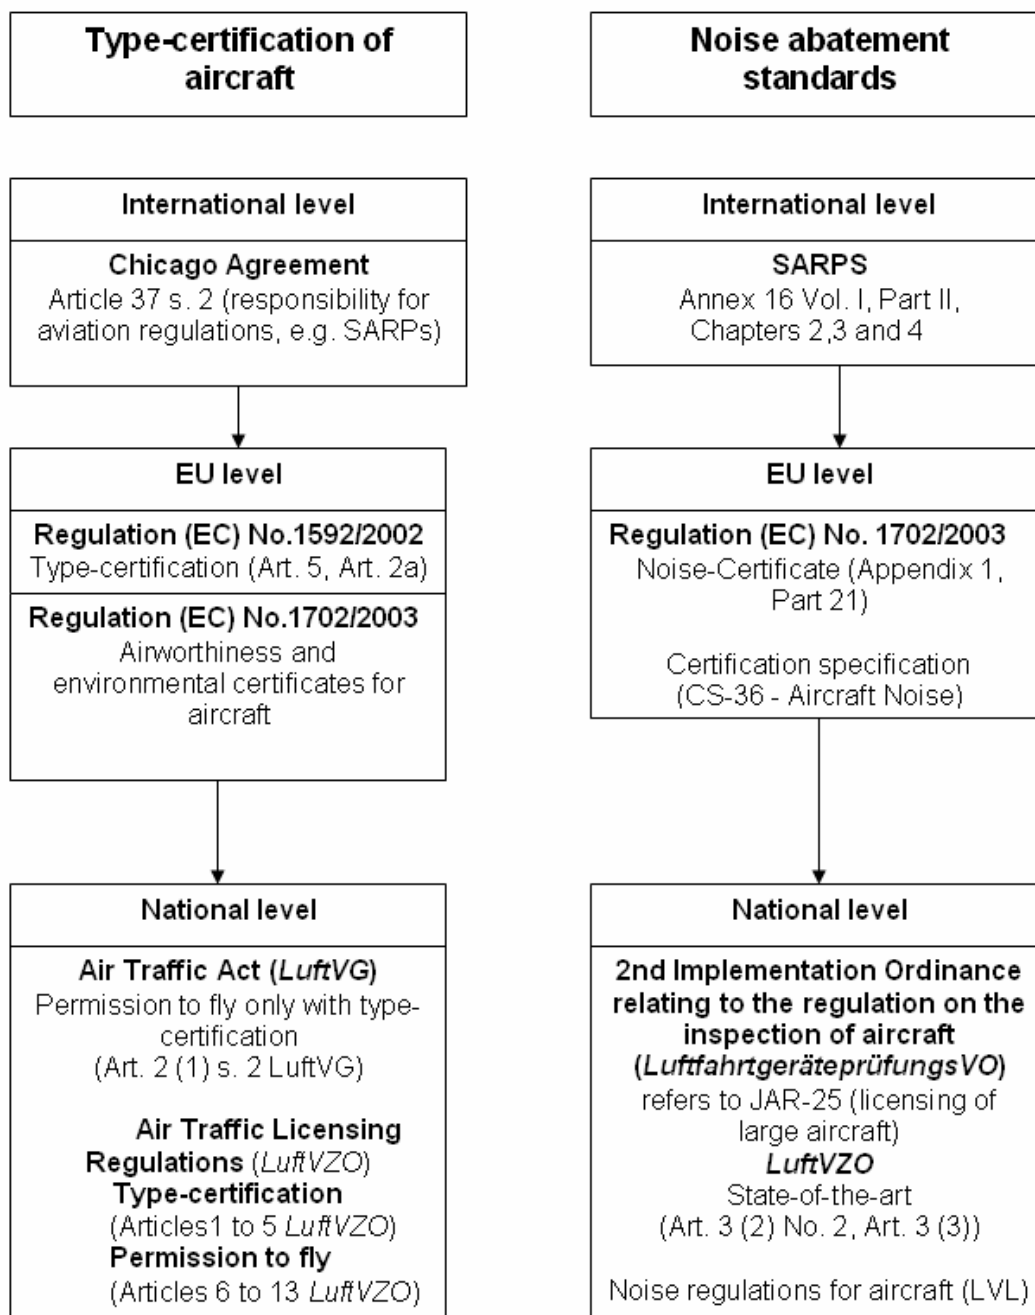 Type-certification of
aircraft
International level
Chicago Agreement
Article 37 s. 2 (responsibility for
aviation regulations, e.g. SARPs)
EU level
Regulation (EC) No.1592/2002
Type-certification (Art. 5, Art. 2a)
Regulation (EC) No.1702/2003
Airworthiness and
environmental certificates for
aircraft
National level
Air Traffic Act (LuftVG)
Permission to fly only with type-
certification
(Art. 2 (1) s. 2 LuftVG)
Air Traffic Licensing
Regulations (LuftVZO)
Type-certification
(Articles1 to 5 LuftVZO)
Permission to fly
(Articles 6 to 13 LuftVZO)
Noise abatement
standards
International level
SARPS
Annex 16 Vol. I, Part II,
Chapters 2,3 and 4
EU level
Regulation (EC) No. 1702/2003
Noise-Certificate (Appendix 1,
Part 21)
Certification specification
(CS-36 - Aircraft Noise)
National level
2nd Implementation Ordinance
relating to the regulation on the
inspection of aircraft
(LuftfahrtgeräteprüfungsVO)
refers to JAR-25 (licensing of
large aircraft)
LuftVZO
State-of-the-art
(Art. 3 (2) No. 2, Art. 3 (3))
Noise regulations for aircraft (LVL)